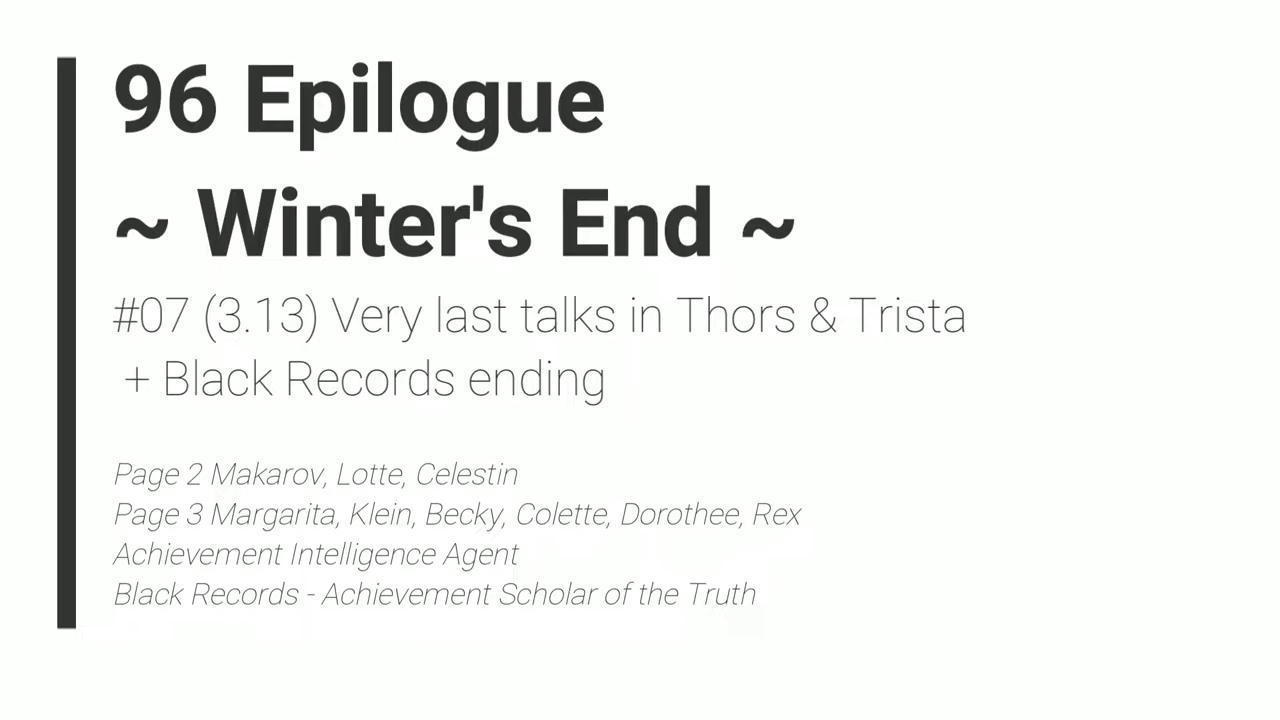 96 Epilogue
~ Winter's End ~
#07 (3.13) Very last talks in Thors & Trista
+ Black Records ending
Page 2 Makarov, Lotte, Celestin
Page 3 Margarita, Klein, Becky, Colette, Dorothee, Rex
Achievement Intelligence Agent
Black Records - Achievement Scholar of the Truth